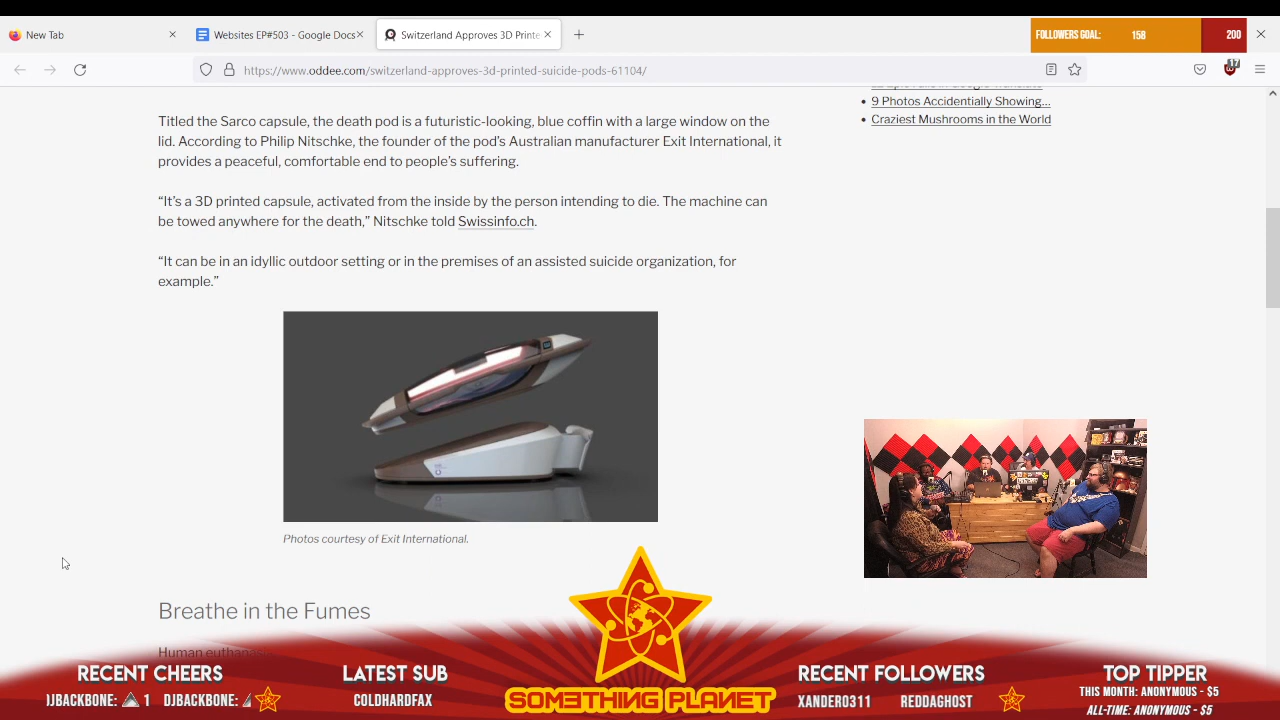 New Tab
Websites EP#503 - Google Docs
Switzerland Approves 3D Printe
FOLLOWERS GOAL: 158 200
https://www.oddee.com/switzerland-approves-3d-printed-suicide-pods-61104/
17
9 Photos Accidentally Showing…
Craziest Mushrooms in the World
Titled the Sarco capsule, the death pod is a futuristic-looking, blue coffin with a large window on the
lid. According to Philip Nitschke, the founder of the pod’s Australian manufacturer Exit International, it
provides a peaceful, comfortable end to people’s suffering.
“It’s a 3D printed capsule, activated from the inside by the person intending to die. The machine can
be towed anywhere for the death,” Nitschke told Swissinfo.ch.
“It can be in an idyllic outdoor setting or in the premises of an assisted suicide organization, for
example.”
Photos courtesy of Exit International.
Breathe in the Fumes
Human euthanasi
RECENT CHEERS
JJBACKBONE: 1 DJBACKBONE:
LATEST SUB
COLDHARDFAX
SOMETHING PLANET
RECENT FOLLOWERS
XANDERO311 REDDAGHOST
TOP TIPPER
THIS MONTH: ANONYMOUS - $5
ALL-TIME: ANONYMOUS - $5